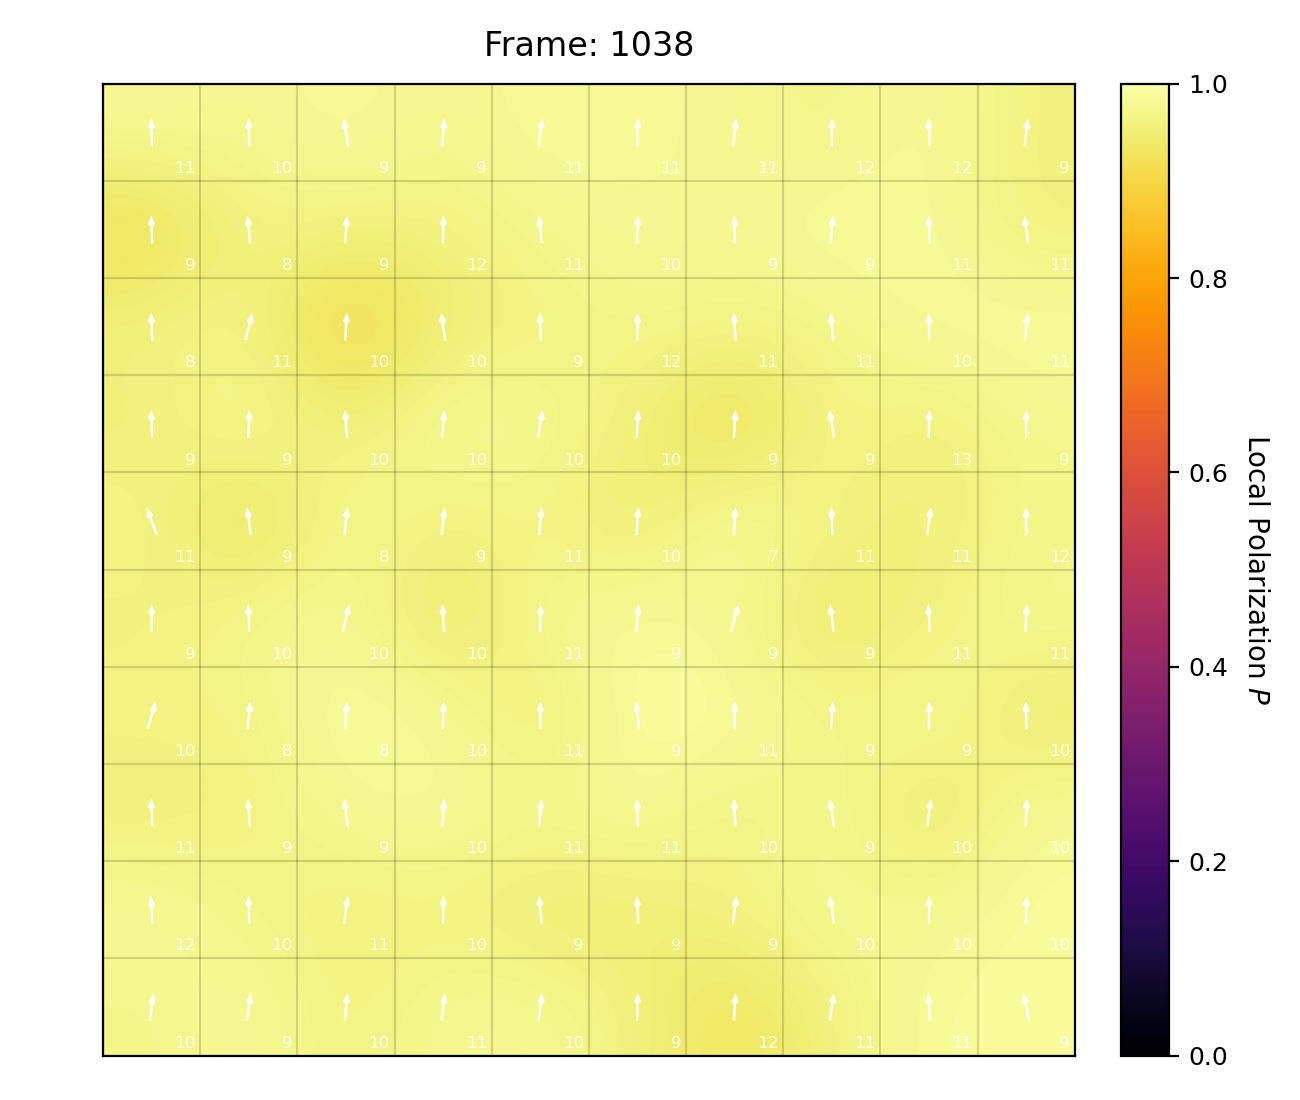 Frame: 1038
11 10 9 9 11 11 11 12 12 9
9 8 9 12 11 10 9 9 11 11
8 11 10 10 9 12 11 11 10 11
9 9 10 10 10 10 9 9 13 9
11 9 8 9 11 10 7 11 11 12
9 10 10 10 11 9 9 9 11 11
10 8 8 10 11 9 11 9 9 10
11 9 9 10 11 11 10 9 10 10
12 10 11 10 9 9 9 10 10 10
10 9 10 11 10 9 12 11 11 9
1.0
0.8
0.6
0.4
0.2
0.0
Local Polarization P